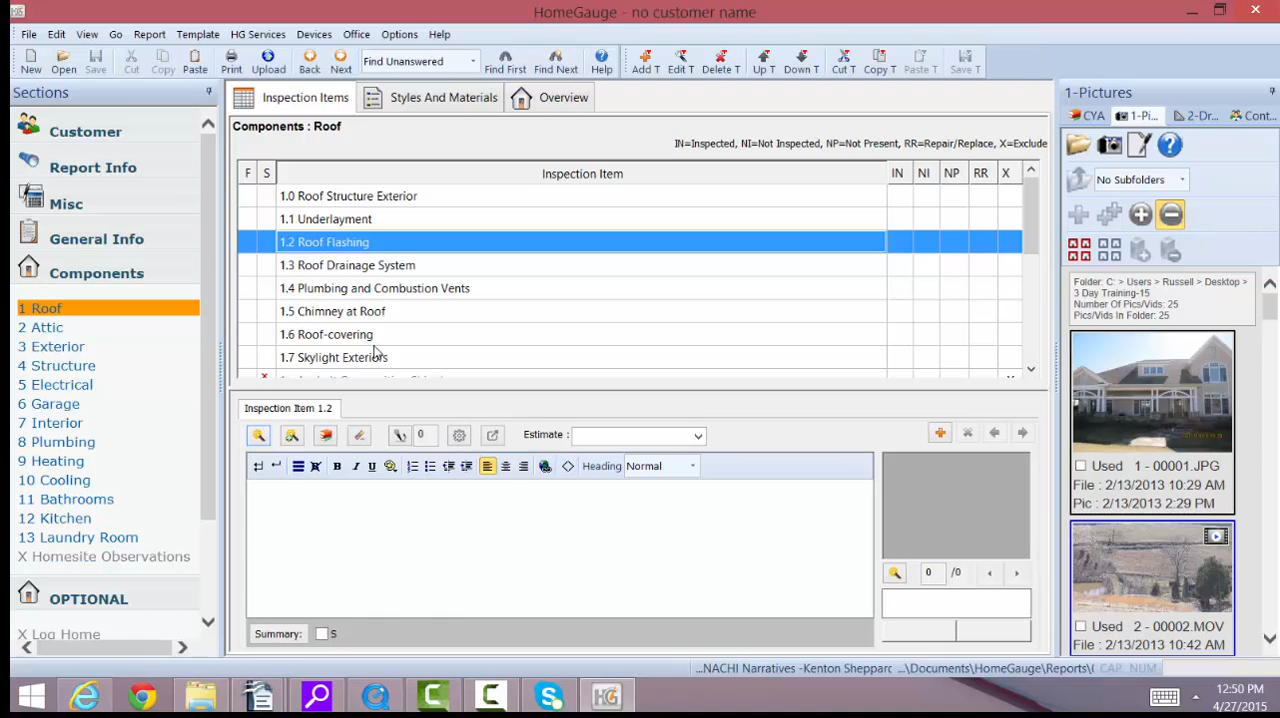 HG
HomeGauge - no customer name
File Edit View Go Report Template HG Services Devices Office Options Help
New Open Save Cut Copy Paste Print Upload Back Next Find Unanswered Find First Find Next Help Add T Edit T Delete T Up T Down T Cut T Copy T Paste T Save T
Sections
Customer
Report Info
Misc
General Info
Components
1 Roof
2 Attic
3 Exterior
4 Structure
5 Electrical
6 Garage
7 Interior
8 Plumbing
9 Heating
10 Cooling
11 Bathrooms
12 Kitchen
13 Laundry Room
X Homesite Observations
OPTIONAL
X Log Home
Inspection Items Styles And Materials Overview
Components : Roof
IN=Inspected, NI=Not Inspected, NP=Not Present, RR=Repair/Replace, X=Exclude
F S Inspection Item IN NI NP RR X
1.0 Roof Structure Exterior
1.1 Underlayment
1.2 Roof Flashing
1.3 Roof Drainage System
1.4 Plumbing and Combustion Vents
1.5 Chimney at Roof
1.6 Roof-covering
1.7 Skylight Exteriors
Inspection Item 1.2
0 Estimate :
B I U Heading Normal
0 /0
Summary: S
1-Pictures
CYA 1-Pi... 2-Dr... Cont...
No Subfolders
Folder: C: > Users > Russell > Desktop >
3 Day Training-15
Number Of Pics/Vids: 25
Pics/Vids In Folder: 25
Used 1 - 00001.JPG
File : 2/13/2013 10:29 AM
Pic : 2/13/2013 2:29 PM
Used 2 - 00002.MOV
File : 2/13/2013 10:42 AM
...NACHI Narratives -Kenton Sheppard ...\Documents\HomeGauge\Reports\( CAP NUM
12:50 PM
4/27/2015